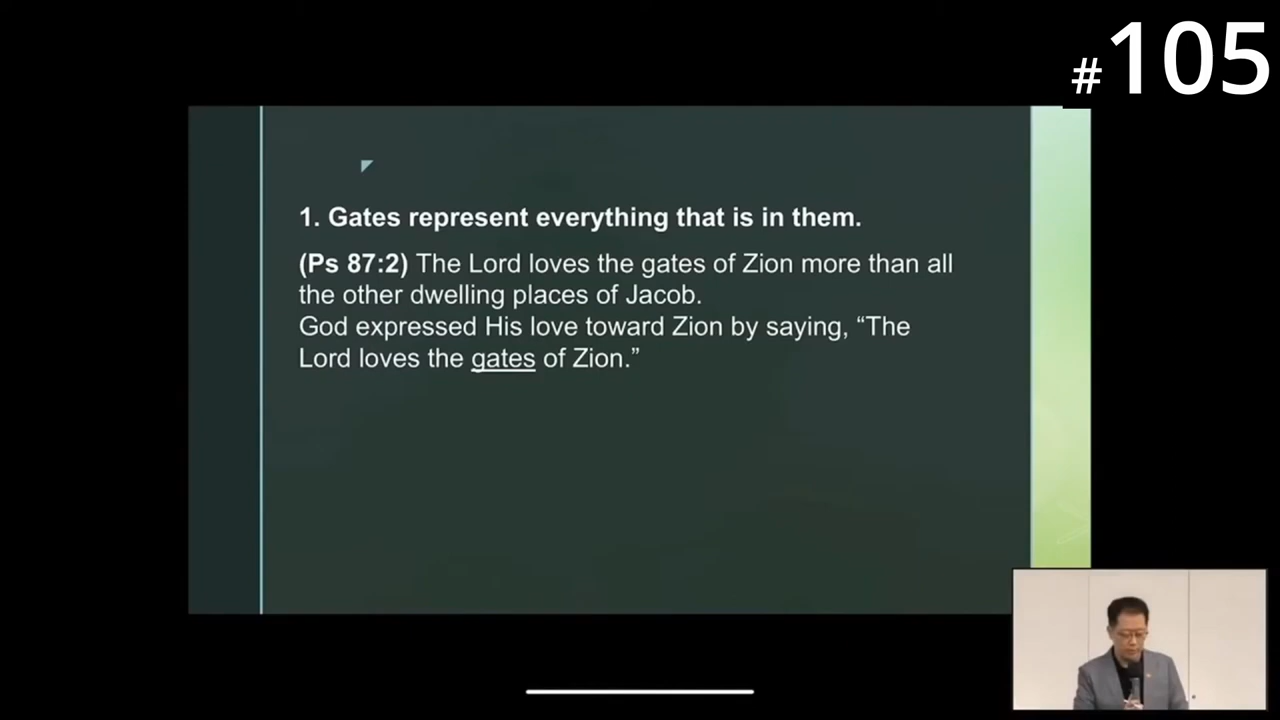 #105
1. Gates represent everything that is in them.
(Ps 87:2) The Lord loves the gates of Zion more than all
the other dwelling places of Jacob.
God expressed His love toward Zion by saying, “The
Lord loves the gates of Zion.”